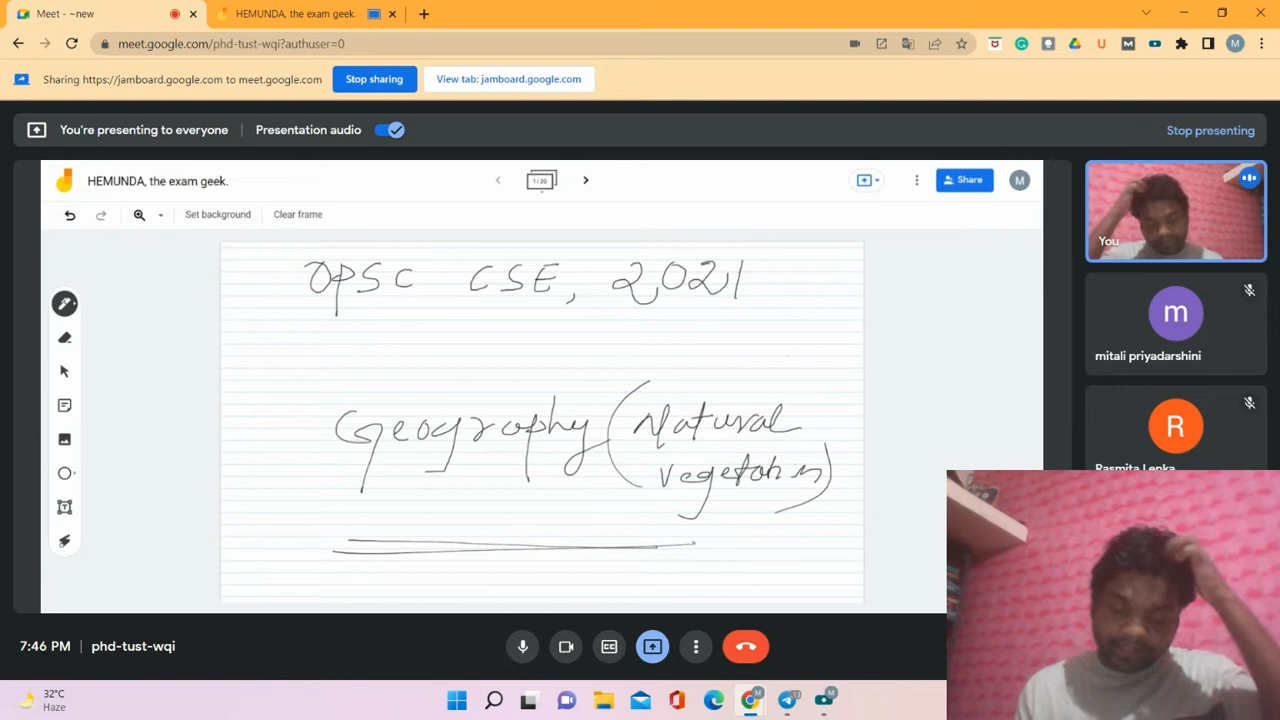 Meet - ~new
HEMUNDA, the exam geek.
meet.google.com/phd-tust-wqi?authuser=0
Sharing https://jamboard.google.com to meet.google.com
Stop sharing
View tab: jamboard.google.com
You're presenting to everyone
Presentation audio
Stop presenting
HEMUNDA, the exam geek.
1/20
Share
M
Set background
Clear frame
OPSC CSE, 2021
Geography (Natural
vegetation)
You
m
mitali priyadarshini
R
Rasmita Lenka
7:46 PM
phd-tust-wqi
32°C
Haze